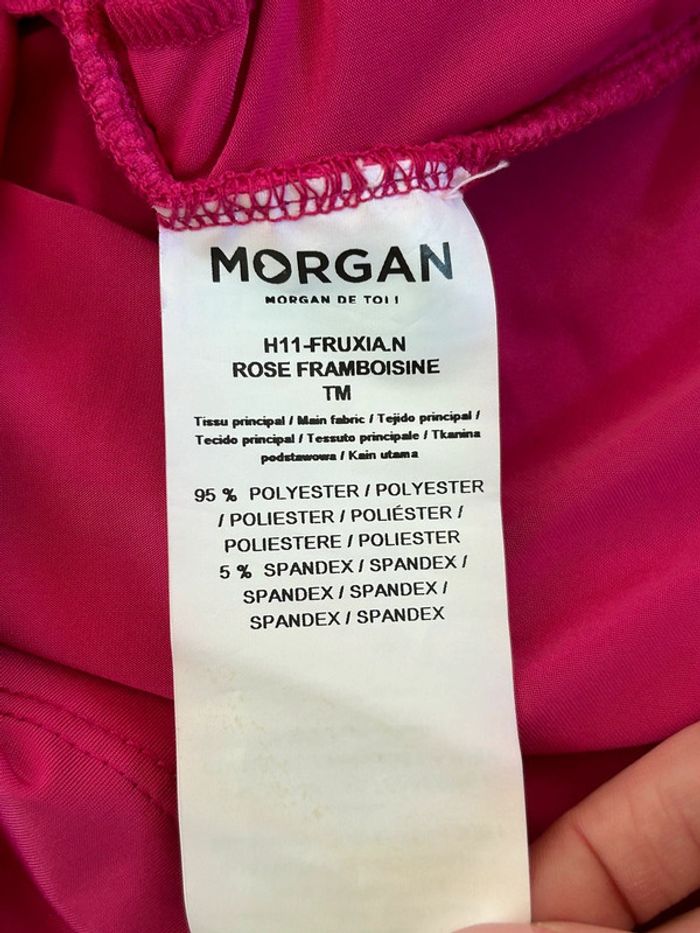 MORGAN
MORGAN DE TOI !
H11-FRUXIA.N
ROSE FRAMBOISINE
TM
Tissu principal / Main fabric / Tejido principal /
Tecido principal / Tessuto principale / Tkanina
podstawowa / Kain utama
95 % POLYESTER / POLYESTER
/ POLIESTER / POLIÉSTER /
POLIESTERE / POLIESTER
5 % SPANDEX / SPANDEX /
SPANDEX / SPANDEX /
SPANDEX / SPANDEX